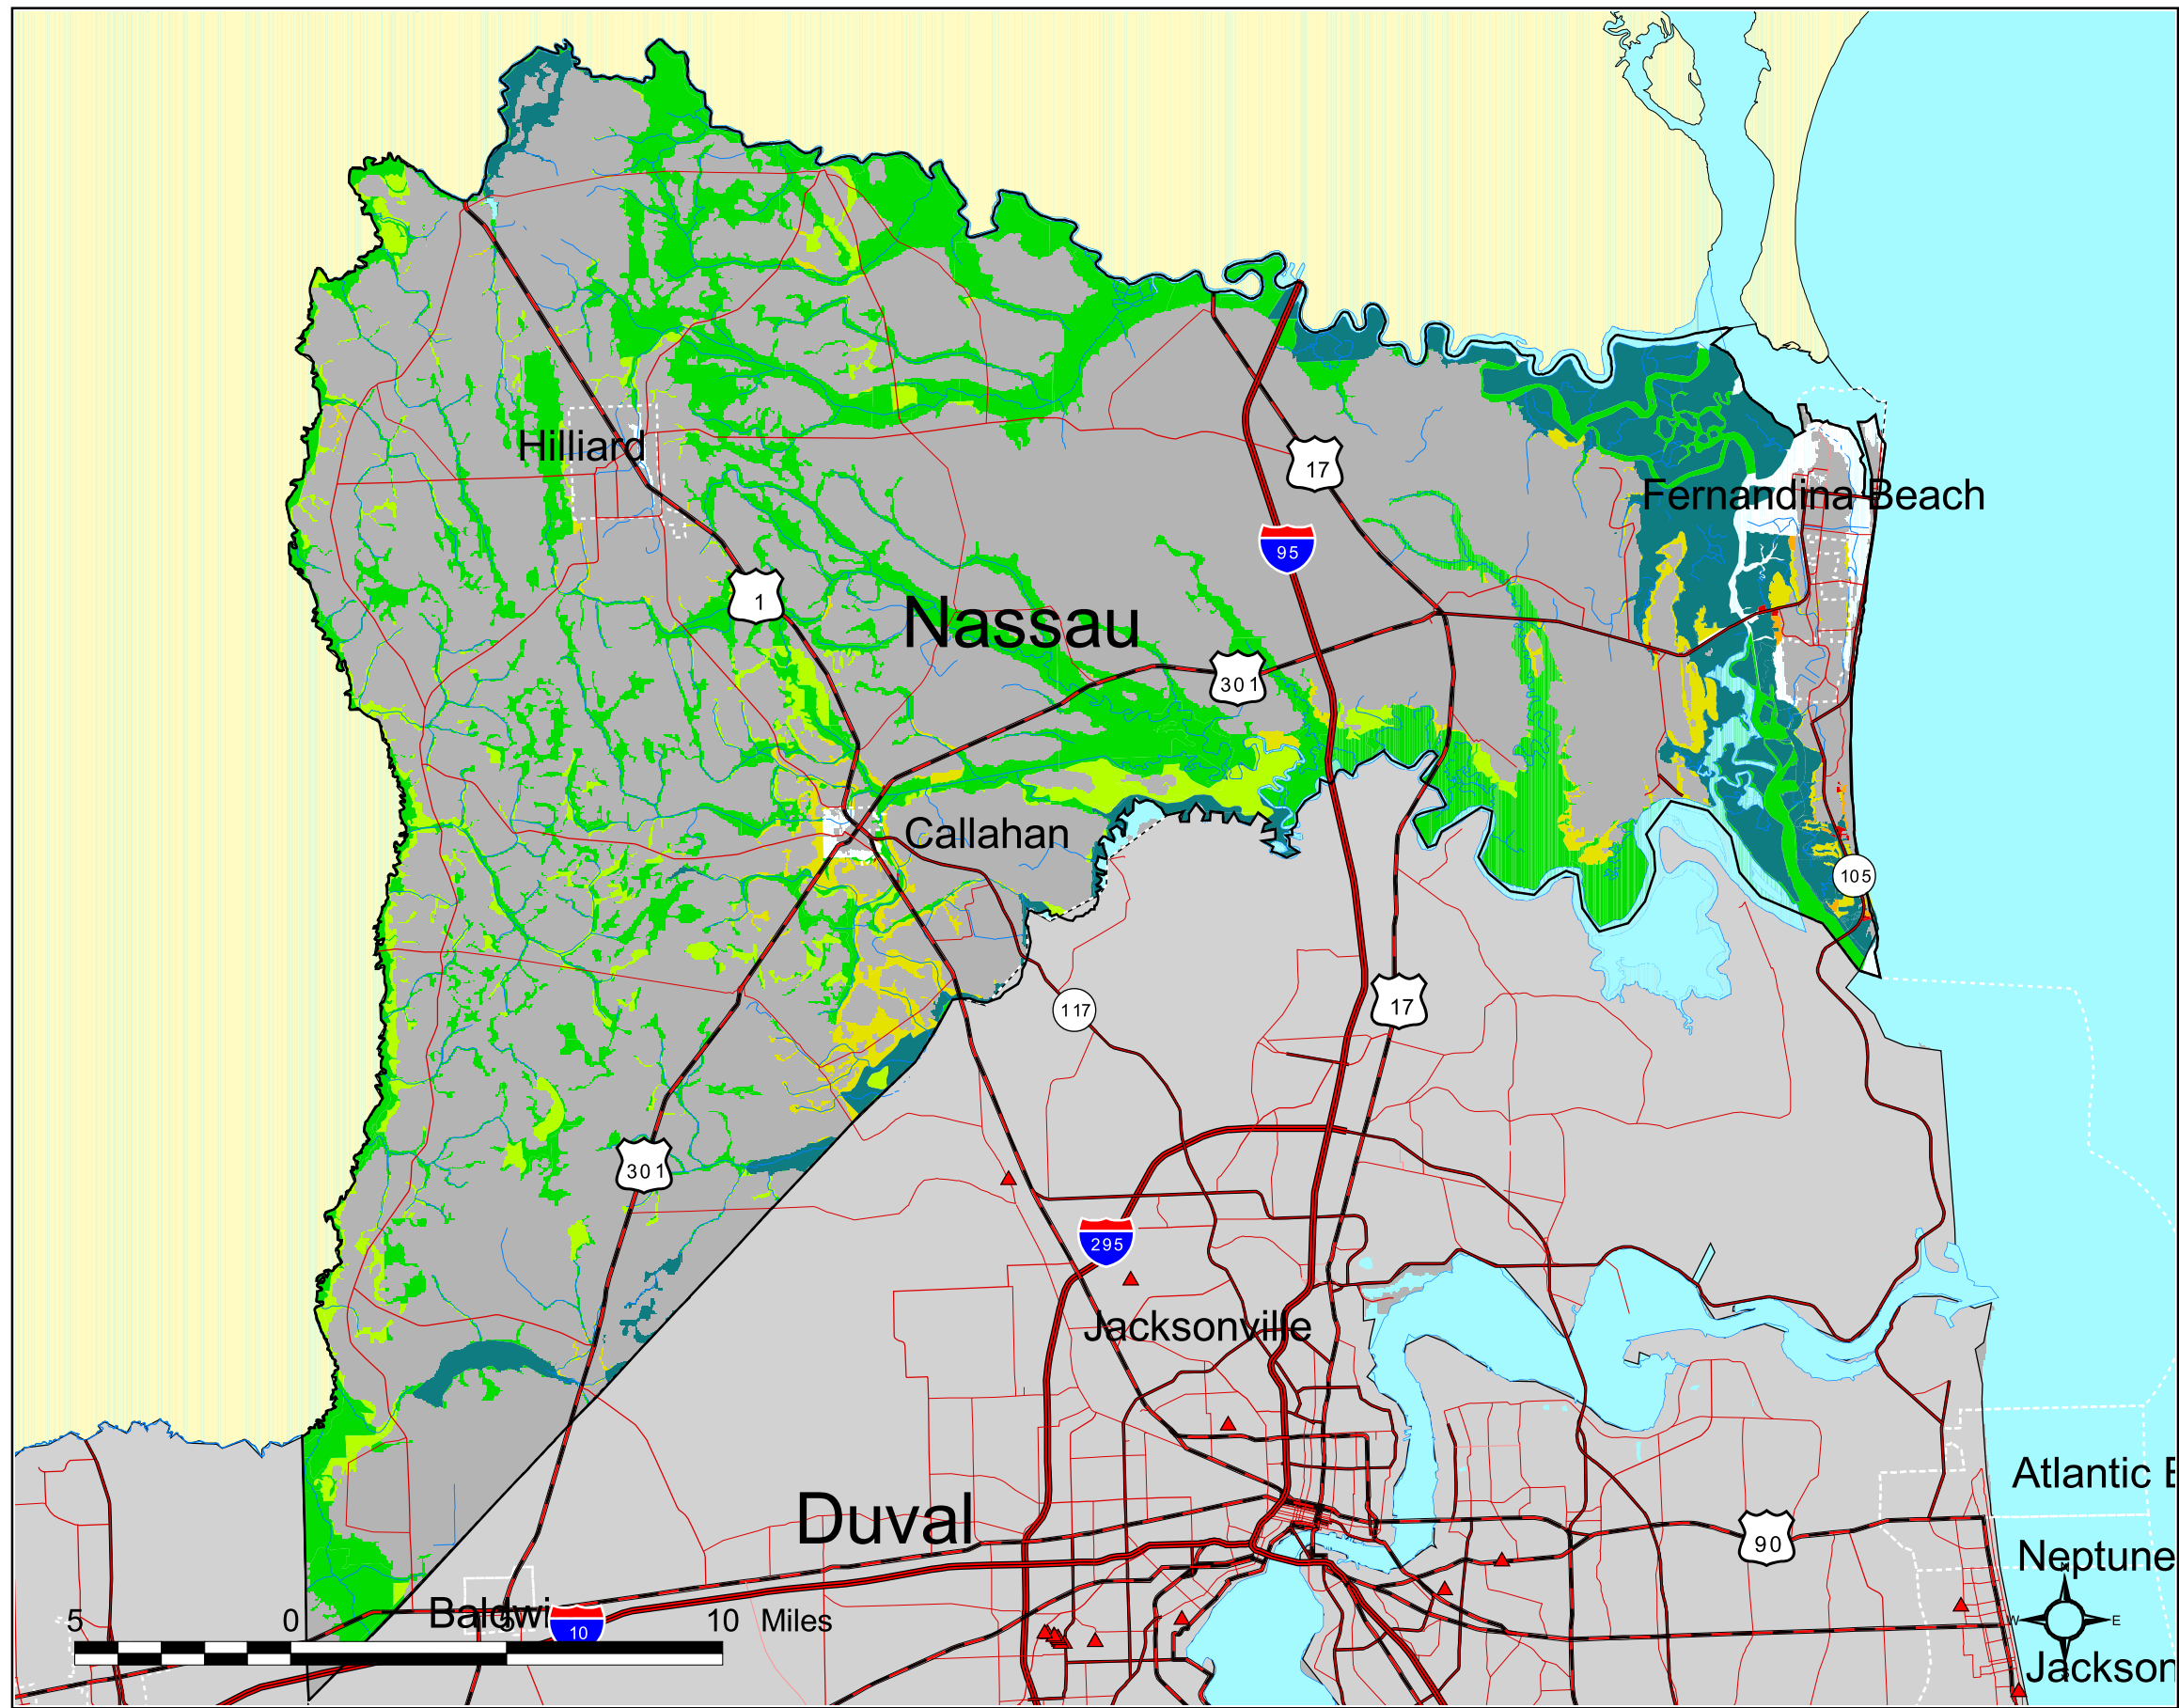 Hilliard
17
Fernandina Beach
95
1
Nassau
301
Callahan
105
17
117
301
295
Jacksonville
Atlantic B
Duval
90
Neptune
Baldwi
5 0 5 10 Miles
10
N
W E
S
Jackson